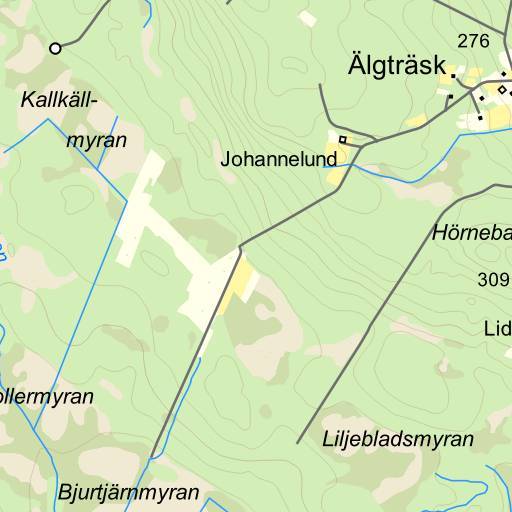 276
Älgträsk
Kallkäll-
myran
Johannelund
Hörneba
309
Lid
ollermyran
Liljebladsmyran
Bjurtjärnmyran